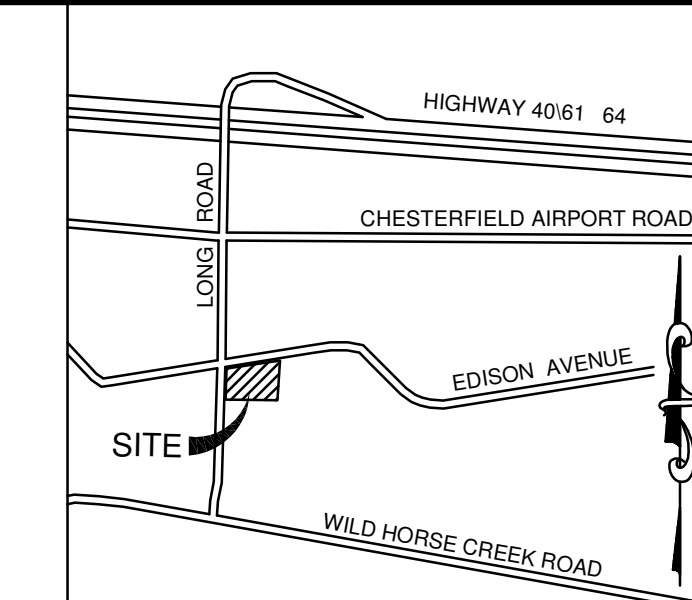 HIGHWAY 40\61 64
LONG ROAD
CHESTERFIELD AIRPORT ROAD
EDISON AVENUE
SITE
WILD HORSE CREEK ROAD